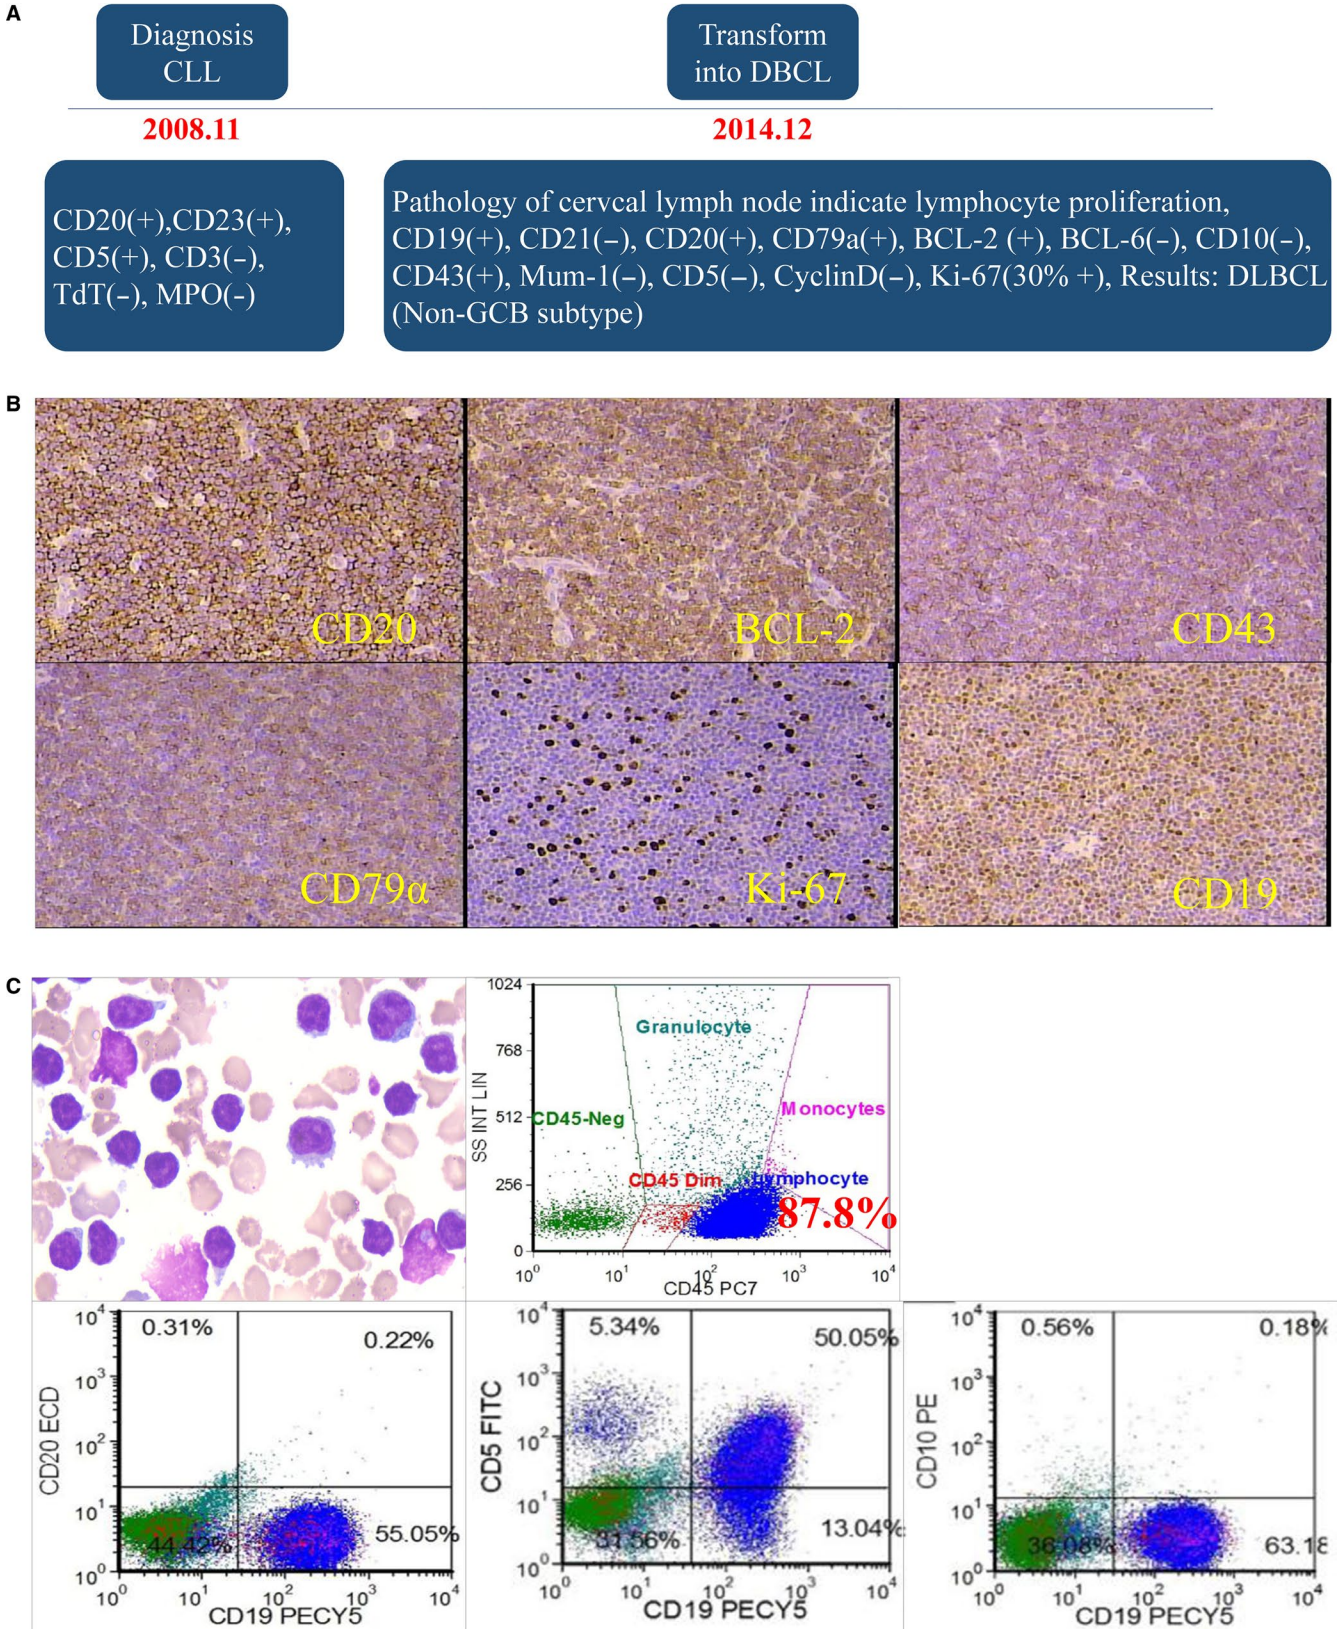 A
Diagnosis
CLL
Transform
into DBCL
2008.11
2014.12
CD20(+),CD23(+),
CD5(+), CD3(–),
TdT(–), MPO(–)
Pathology of cervcal lymph node indicate lymphocyte proliferation,
CD19(+), CD21(–), CD20(+), CD79a(+), BCL-2 (+), BCL-6(–), CD10(–),
CD43(+), Mum-1(–), CD5(–), CyclinD(–), Ki-67(30% +), Results: DLBCL
(Non-GCB subtype)
B
CD20
BCL-2
CD43
CD79α
Ki-67
CD19
C
1024
768
512
256
0
SS INT LIN
Granulocyte
Monocytes
CD45-Neg
CD45 Dim
Lymphocyte
87.8%
10⁰ 10¹ 10² 10³ 10⁴
CD45 PC7
10⁴
10³
10²
10¹
10⁰
CD20 ECD
0.31%
0.22%
44.42%
55.05%
10⁰ 10¹ 10² 10³ 10⁴
CD19 PECY5
10⁴
10³
10²
10¹
10⁰
CD5 FITC
5.34%
50.05%
31.56%
13.04%
10⁰ 10¹ 10² 10³ 10⁴
CD19 PECY5
10⁴
10³
10²
10¹
10⁰
CD10 PE
0.56%
0.18%
36.08%
63.18
10⁰ 10¹ 10² 10³ 10⁴
CD19 PECY5